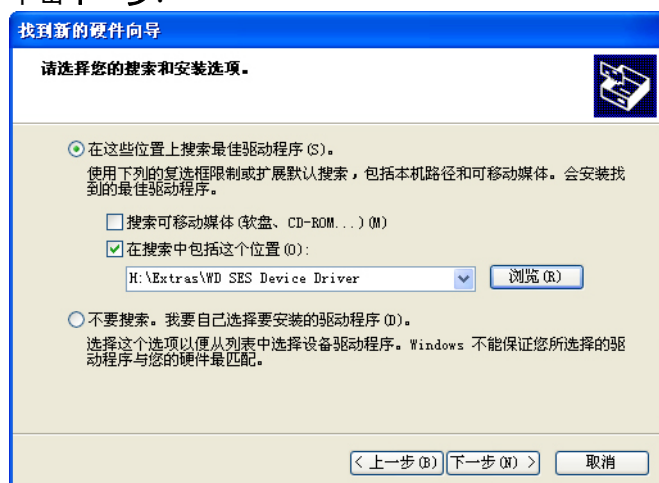 单击下一步.
找到新的硬件向导
请选择您的搜索和安装选项。
在这些位置上搜索最佳驱动程序(S)。
使用下列的复选框限制或扩展默认搜索，包括本机路径和可移动媒体。会安装找
到的最佳驱动程序。
搜索可移动媒体(软盘、CD-ROM...)(M)
在搜索中包括这个位置(O):
H:\Extras\WD SES Device Driver
浏览(R)
不要搜索。我要自己选择要安装的驱动程序(D)。
选择这个选项以便从列表中选择设备驱动程序。Windows 不能保证您所选择的驱
动程序与您的硬件最匹配。
< 上一步(B)
下一步(N) >
取消